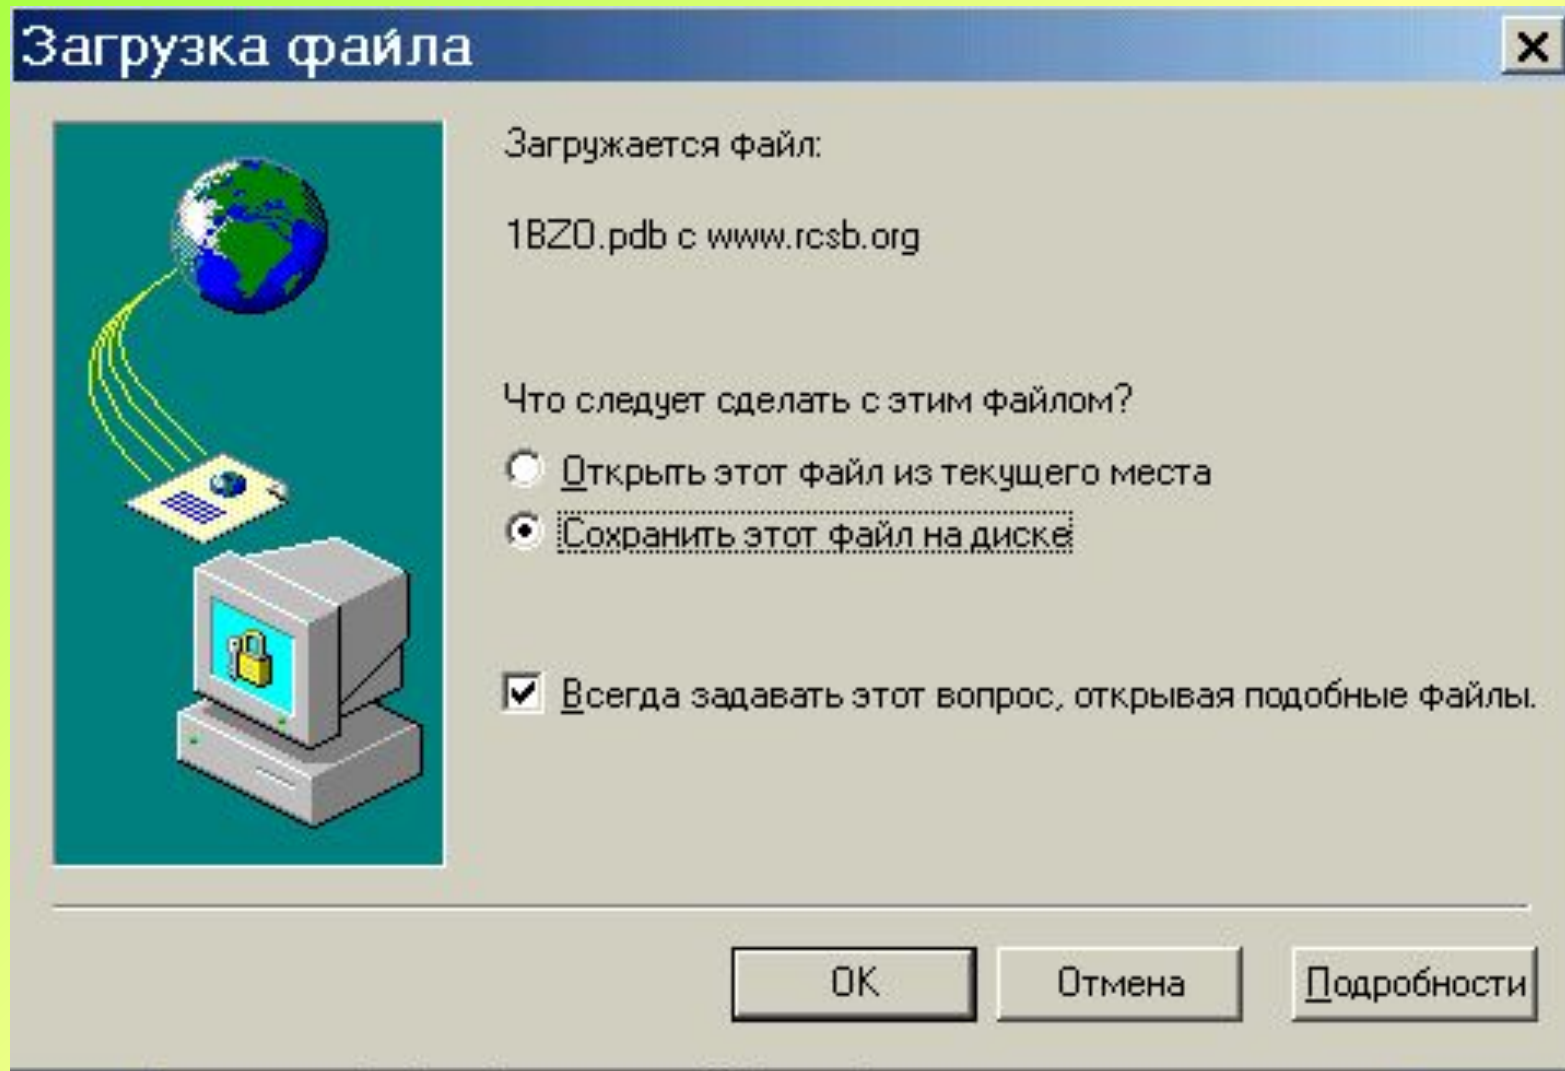 Загрузка файла
Загружается файл:
1BZO.pdb с www.rcsb.org
Что следует сделать с этим файлом?
Открыть этот файл из текущего места
Сохранить этот файл на диске
Всегда задавать этот вопрос, открывая подобные файлы.
OK
Отмена
Подробности